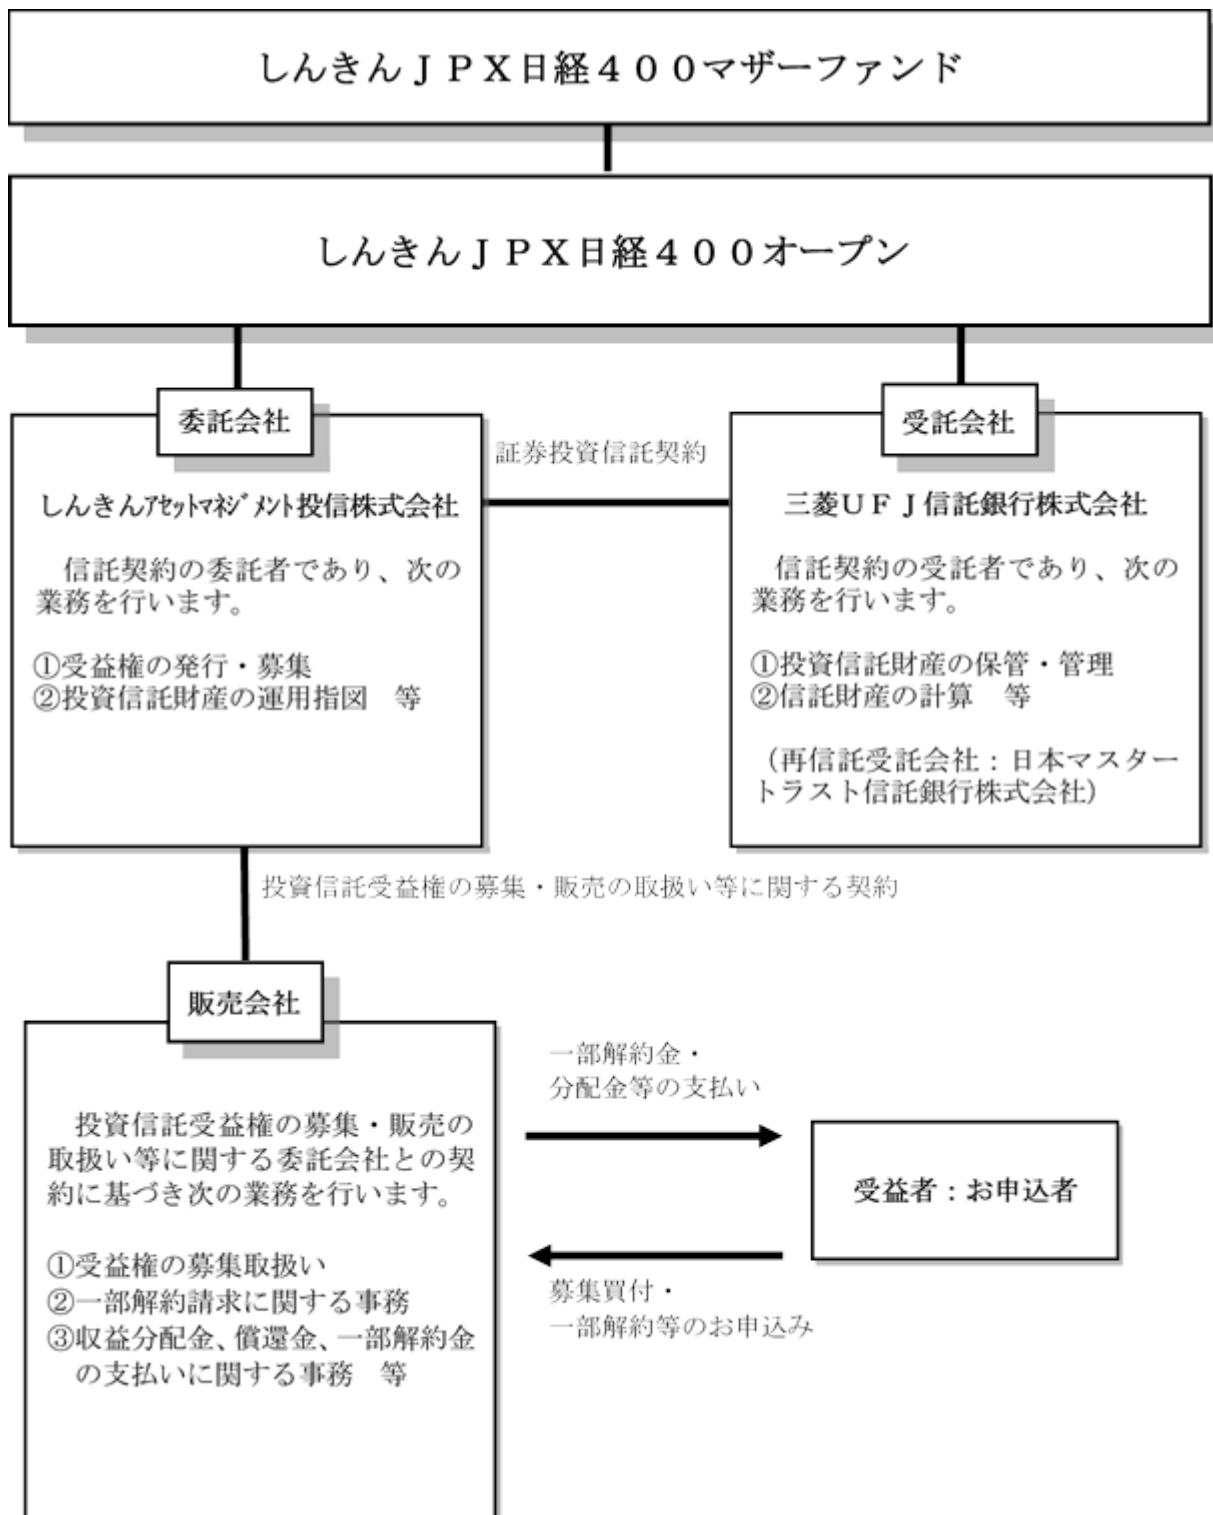 しんきんＪＰＸ日経４００マザーファンド
しんきんＪＰＸ日経４００オープン
委託会社
しんきんｱｾｯﾄﾏﾈｼﾞﾒﾝﾄ投信株式会社
信託契約の委託者であり、次の
業務を行います。
①受益権の発行・募集
②投資信託財産の運用指図　等
証券投資信託契約
受託会社
三菱ＵＦＪ信託銀行株式会社
信託契約の受託者であり、次の
業務を行います。
①投資信託財産の保管・管理
②信託財産の計算　等
（再信託受託会社：日本マスター
トラスト信託銀行株式会社）
投資信託受益権の募集・販売の取扱い等に関する契約
販売会社
投資信託受益権の募集・販売の
取扱い等に関する委託会社との契
約に基づき次の業務を行います。
①受益権の募集取扱い
②一部解約請求に関する事務
③収益分配金、償還金、一部解約金
の支払いに関する事務　等
一部解約金・
分配金等の支払い
受益者：お申込者
募集買付・
一部解約等のお申込み